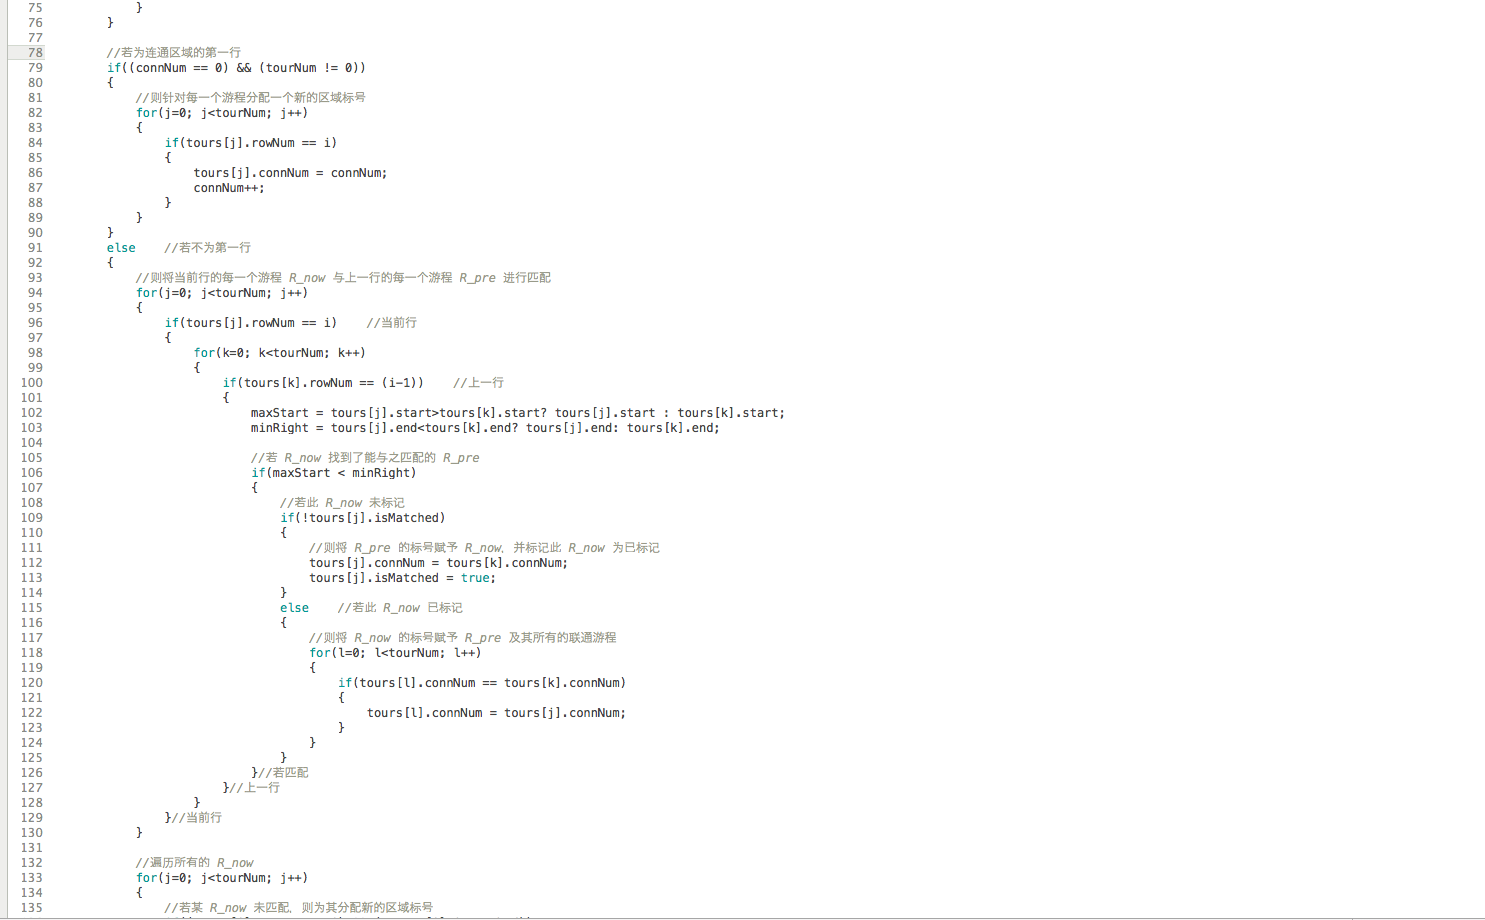 75 }
76 }
77
78 //若为连通区域的第一行
79 if((connNum == 0) && (tourNum != 0))
80 {
81 //则针对每一个游程分配一个新的区域标号
82 for(j=0; j<tourNum; j++)
83 {
84 if(tours[j].rowNum == i)
85 {
86 tours[j].connNum = connNum;
87 connNum++;
88 }
89 }
90 }
91 else //若不为第一行
92 {
93 //则将当前行的每一个游程 R_now 与上一行的每一个游程 R_pre 进行匹配
94 for(j=0; j<tourNum; j++)
95 {
96 if(tours[j].rowNum == i) //当前行
97 {
98 for(k=0; k<tourNum; k++)
99 {
100 if(tours[k].rowNum == (i-1)) //上一行
101 {
102 maxStart = tours[j].start>tours[k].start? tours[j].start : tours[k].start;
103 minRight = tours[j].end<tours[k].end? tours[j].end: tours[k].end;
104
105 //若 R_now 找到了能与之匹配的 R_pre
106 if(maxStart < minRight)
107 {
108 //若此 R_now 未标记
109 if(!tours[j].isMatched)
110 {
111 //则将 R_pre 的标号赋予 R_now, 并标记此 R_now 为已标记
112 tours[j].connNum = tours[k].connNum;
113 tours[j].isMatched = true;
114 }
115 else //若此 R_now 已标记
116 {
117 //则将 R_now 的标号赋予 R_pre 及其所有的联通游程
118 for(l=0; l<tourNum; l++)
119 {
120 if(tours[l].connNum == tours[k].connNum)
121 {
122 tours[l].connNum = tours[j].connNum;
123 }
124 }
125 }
126 }//若匹配
127 }//上一行
128 }
129 }//当前行
130 }
131
132 //遍历所有的 R_now
133 for(j=0; j<tourNum; j++)
134 {
135 //若某 R_now 未匹配, 则为其分配新的区域标号